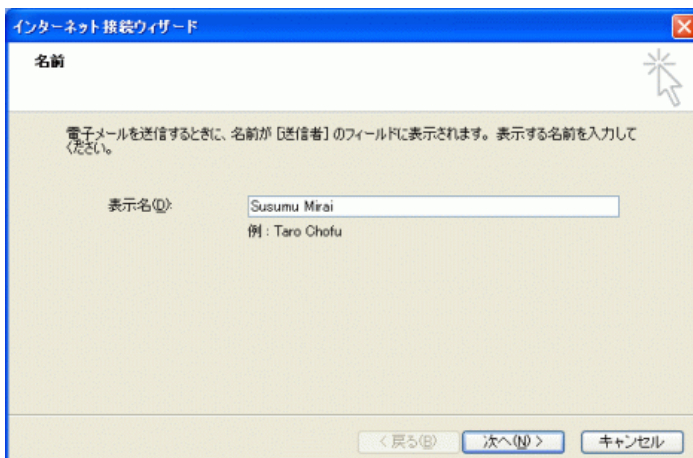 インターネット接続ウィザード
名前
電子メールを送信するときに、名前が [送信者] のフィールドに表示されます。表示する名前を入力して
ください。
表示名(D):
Susumu Mirai
例 : Taro Chofu
< 戻る(B)
次へ(N) >
キャンセル